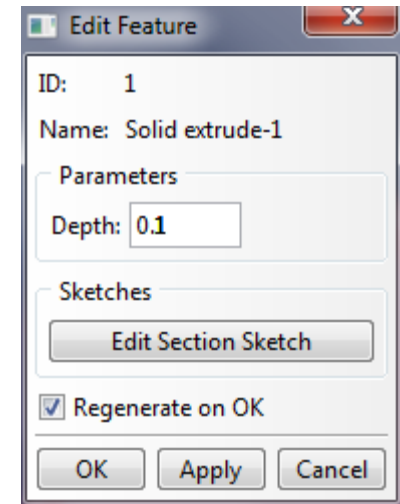 Edit Feature
ID: 1
Name: Solid extrude-1
Parameters
Depth: 0.1
Sketches
Edit Section Sketch
Regenerate on OK
OK Apply Cancel